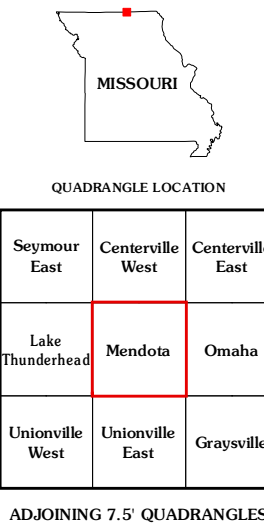 MISSOURI
QUADRANGLE LOCATION
Seymour
East
Centerville
West
Centerville
East
Lake
Thunderhead
Mendota
Omaha
Unionville
West
Unionville
East
Graysville
ADJOINING 7.5' QUADRANGLES